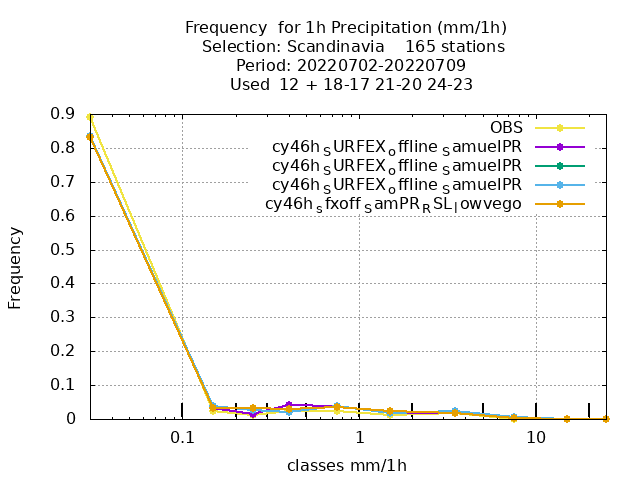 Frequency  for 1h Precipitation (mm/1h)
Selection: Scandinavia    165 stations
Period: 20220702-20220709
Used  12 + 18-17 21-20 24-23
OBS
cy46h_SURFEX_offline_SamuelPR
cy46h_SURFEX_offline_SamuelPR
cy46h_SURFEX_offline_SamuelPR
cy46h_sfxoff_SamPR_RSL_lowvego
0.9
0.8
0.7
0.6
0.5
0.4
0.3
0.2
0.1
0
Frequency
0.1 1 10
classes mm/1h